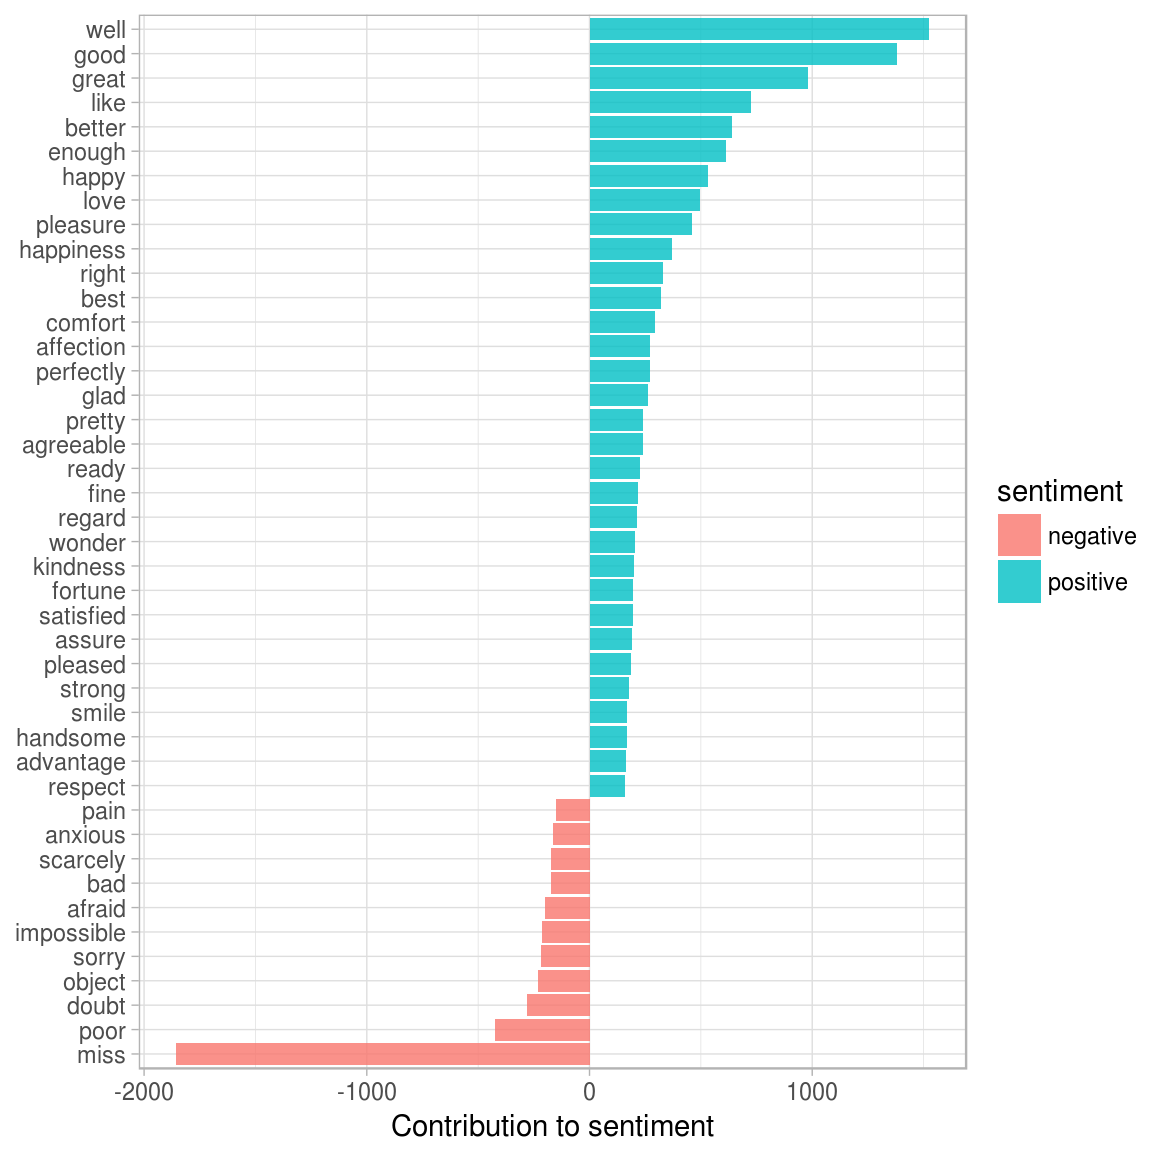 well
good
great
like
better
enough
happy
love
pleasure
happiness
right
best
comfort
affection
perfectly
glad
pretty
agreeable
ready
fine
regard
wonder
kindness
fortune
satisfied
assure
pleased
strong
smile
handsome
advantage
respect
pain
anxious
scarcely
bad
afraid
impossible
sorry
object
doubt
poor
miss
-2000 -1000 0 1000
Contribution to sentiment
sentiment
negative
positive